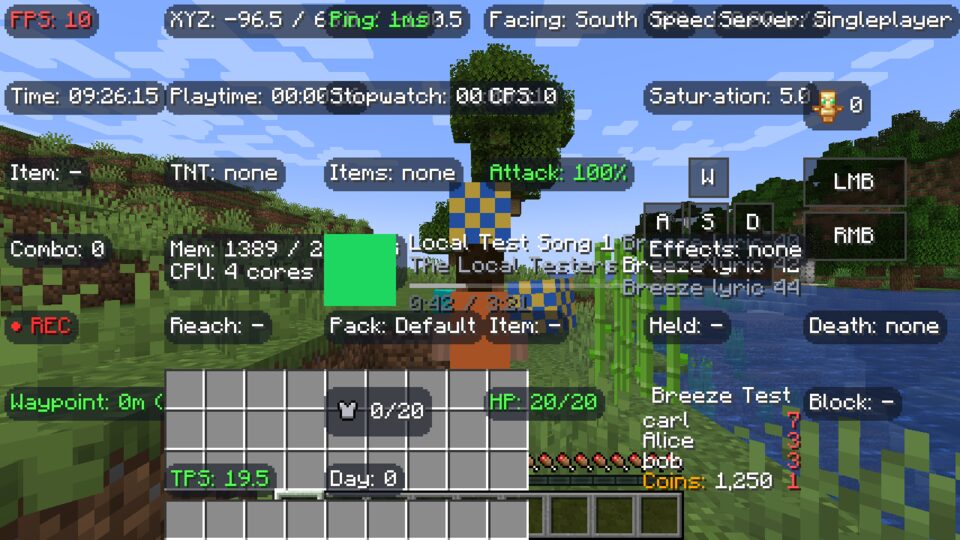 FPS: 10
XYZ: -96.5 / 6
Ping: 1ms
0.5
Facing: South
Speed
Server: Singleplayer
Time: 09:26:15
Playtime: 00:00
Stopwatch: 00
CPS:
Saturation: 5.0
0
Item: -
TNT: none
Items: none
Attack: 100%
W
LMB
A S D
RMB
Combo: 0
Mem: 1389 / 2
CPU: 4 cores
Local Test Song 1
The Local Testers
0:42 / 3:2
Effects: none
Breeze lyric 42
Breeze lyric 44
REC
Reach: -
Pack: Default
Item: -
Held: -
Death: none
Waypoint: 0m (
0/20
HP: 20/20
Breeze Test
Block: -
carl 7
Alice 3
bob 3
Coins: 1,250 1
TPS: 19.5
Day: 0